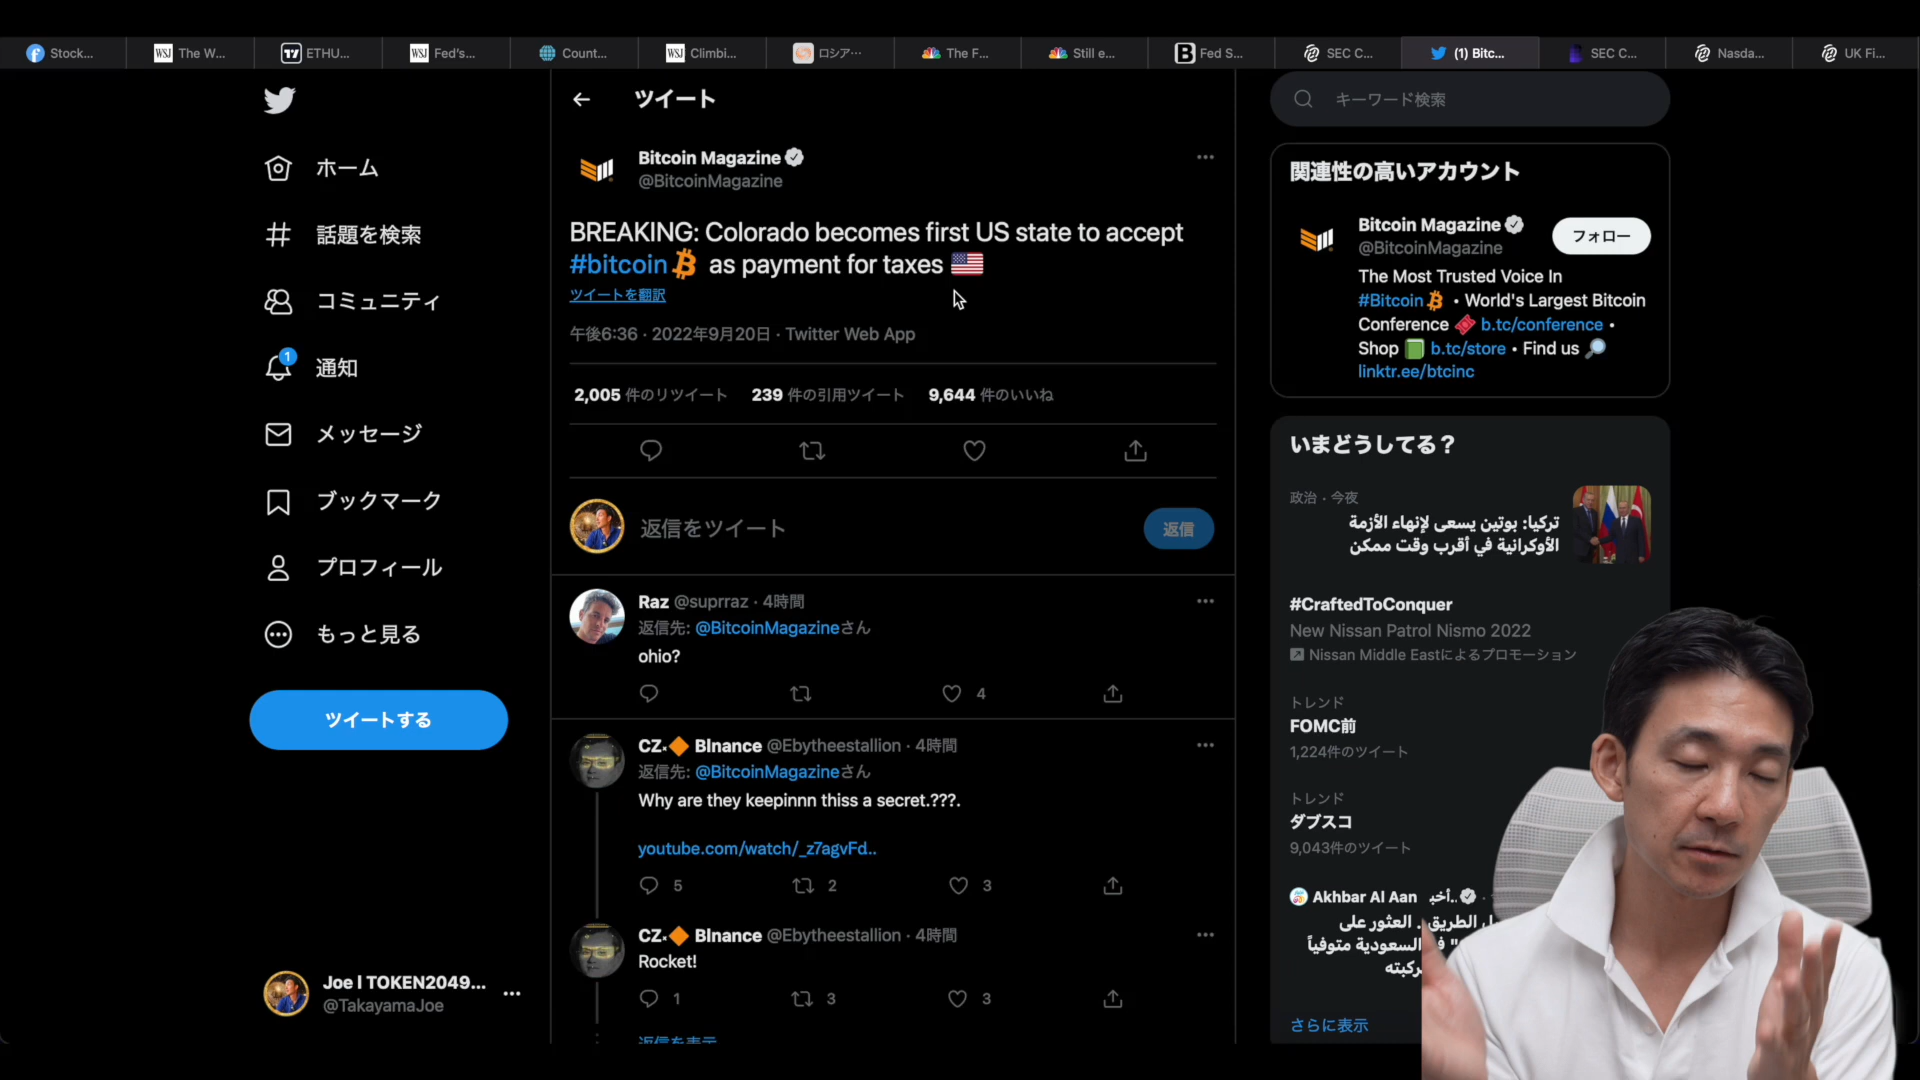 Stock...
The W...
ETHU...
Fed's...
Count...
Climbi...
ロシア…
The F...
Still e...
Fed S...
SEC C...
(1) Bitc...
SEC C...
Nasda...
UK Fi...
ホーム
話題を検索
コミュニティ
1
通知
メッセージ
ブックマーク
プロフィール
もっと見る
ツイートする
Joe l TOKEN2049...
@TakayamaJoe
ツイート
Bitcoin Magazine
@BitcoinMagazine
BREAKING: Colorado becomes first US state to accept
#bitcoin as payment for taxes
ツイートを翻訳
午後6:36 · 2022年9月20日 · Twitter Web App
2,005 件のリツイート 239 件の引用ツイート 9,644 件のいいね
返信をツイート
返信
Raz @suprraz · 4時間
返信先: @BitcoinMagazineさん
ohio?
4
CZ. BInance @Ebytheestallion · 4時間
返信先: @BitcoinMagazineさん
Why are they keepinnn thiss a secret.???.
youtube.com/watch/_z7agvFd..
5 2 3
CZ. BInance @Ebytheestallion · 4時間
Rocket!
1 3 3
返信を表示
キーワード検索
関連性の高いアカウント
Bitcoin Magazine
@BitcoinMagazine
フォロー
The Most Trusted Voice In
#Bitcoin • World's Largest Bitcoin
Conference b.tc/conference •
Shop b.tc/store • Find us
linktr.ee/btcinc
いまどうしてる？
政治 · 今夜
تركيا: بوتين يسعى لإنهاء الأزمة
الأوكرانية في أقرب وقت ممكن
#CraftedToConquer
New Nissan Patrol Nismo 2022
Nissan Middle Eastによるプロモーション
トレンド
FOMC前
1,224件のツイート
トレンド
ダブスコ
9,043件のツイート
Akhbar Al Aan أخب..
الطريق.. العثور على
السعودية متوفياً
さらに表示